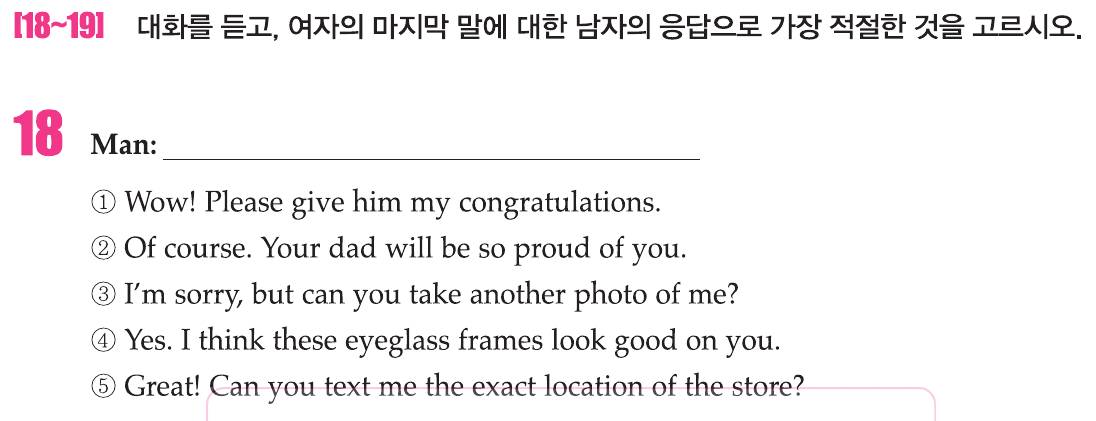 [18~19] 대화를 듣고, 여자의 마지막 말에 대한 남자의 응답으로 가장 적절한 것을 고르시오.
18 Man:
① Wow! Please give him my congratulations.
② Of course. Your dad will be so proud of you.
③ I'm sorry, but can you take another photo of me?
④ Yes. I think these eyeglass frames look good on you.
⑤ Great! Can you text me the exact location of the store?